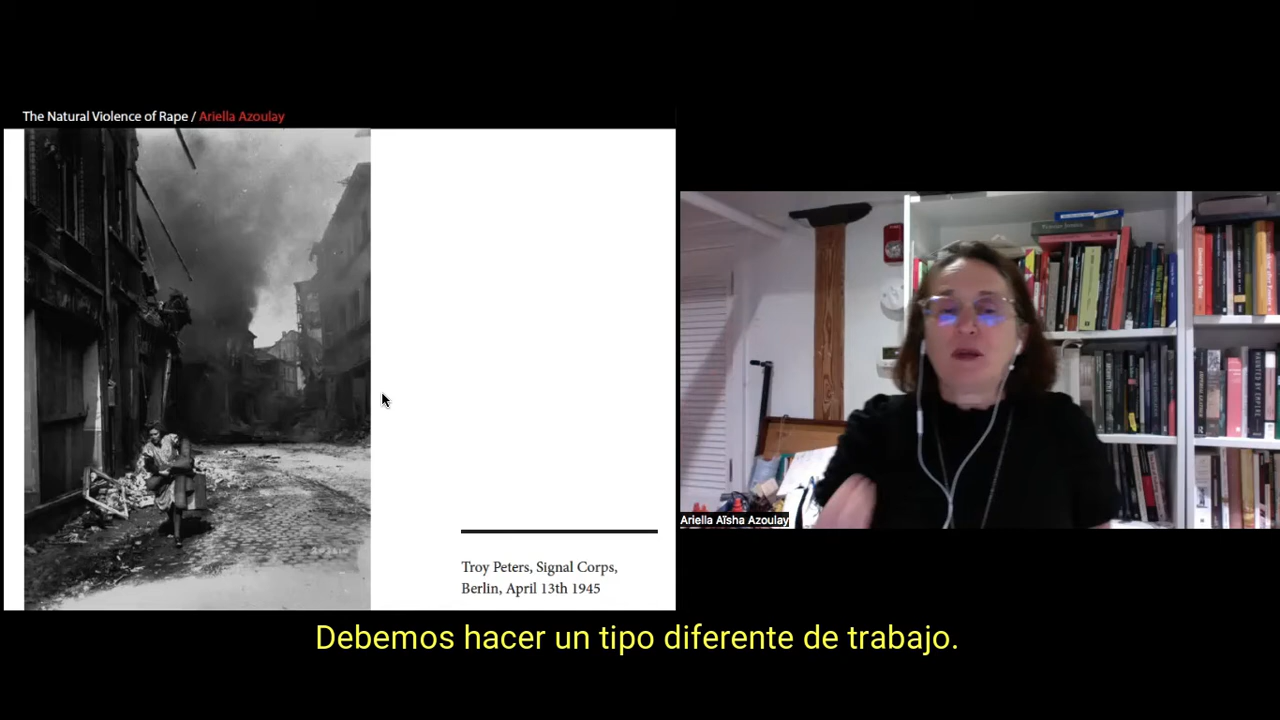 The Natural Violence of Rape / Ariella Azoulay
Troy Peters, Signal Corps,
Berlin, April 13th 1945
Ariella Aïsha Azoulay
Debemos hacer un tipo diferente de trabajo.